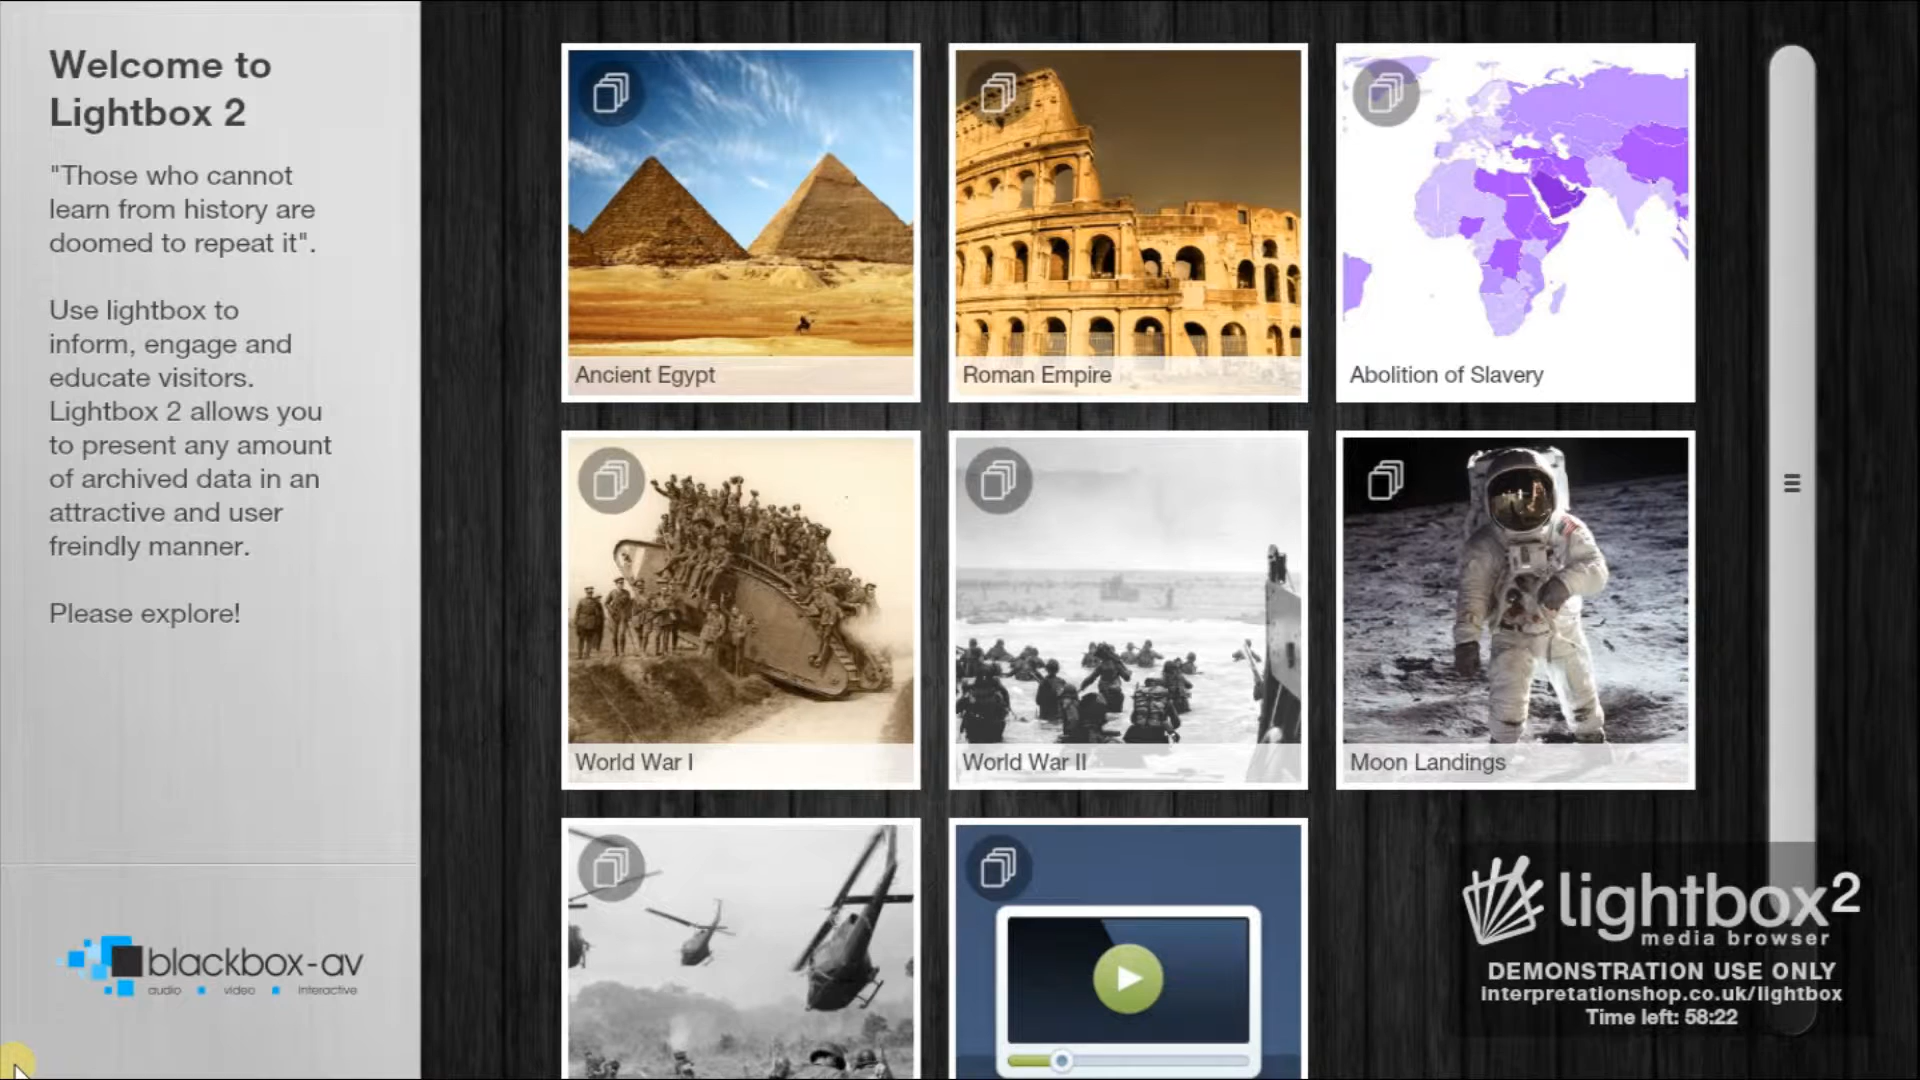 Welcome to
Lightbox 2
"Those who cannot
learn from history are
doomed to repeat it".
Use lightbox to
inform, engage and
educate visitors.
Lightbox 2 allows you
to present any amount
of archived data in an
attractive and user
freindly manner.
Please explore!
blackbox-av
audio video interactive
Ancient Egypt
Roman Empire
Abolition of Slavery
World War I
World War II
Moon Landings
lightbox2
media browser
DEMONSTRATION USE ONLY
interpretationshop.co.uk/lightbox
Time left: 58:22